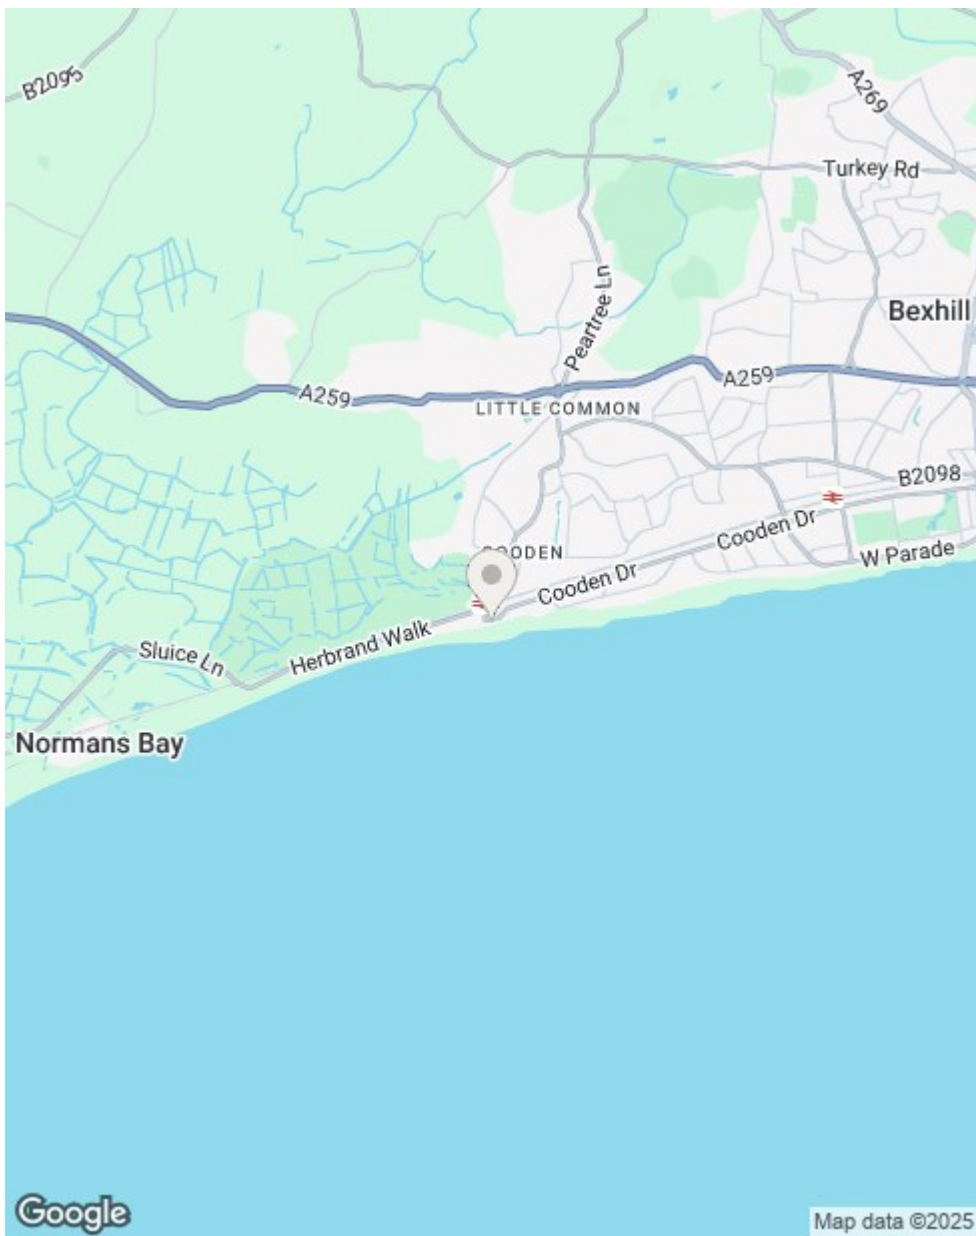 B2095
A269
Turkey Rd
Peartree Ln
Bexhill
A259
A259
LITTLE COMMON
B2098
Cooden Dr
COODEN
W Parade
Cooden Dr
Herbrand Walk
Sluice Ln
Normans Bay
Google
Map data ©2025